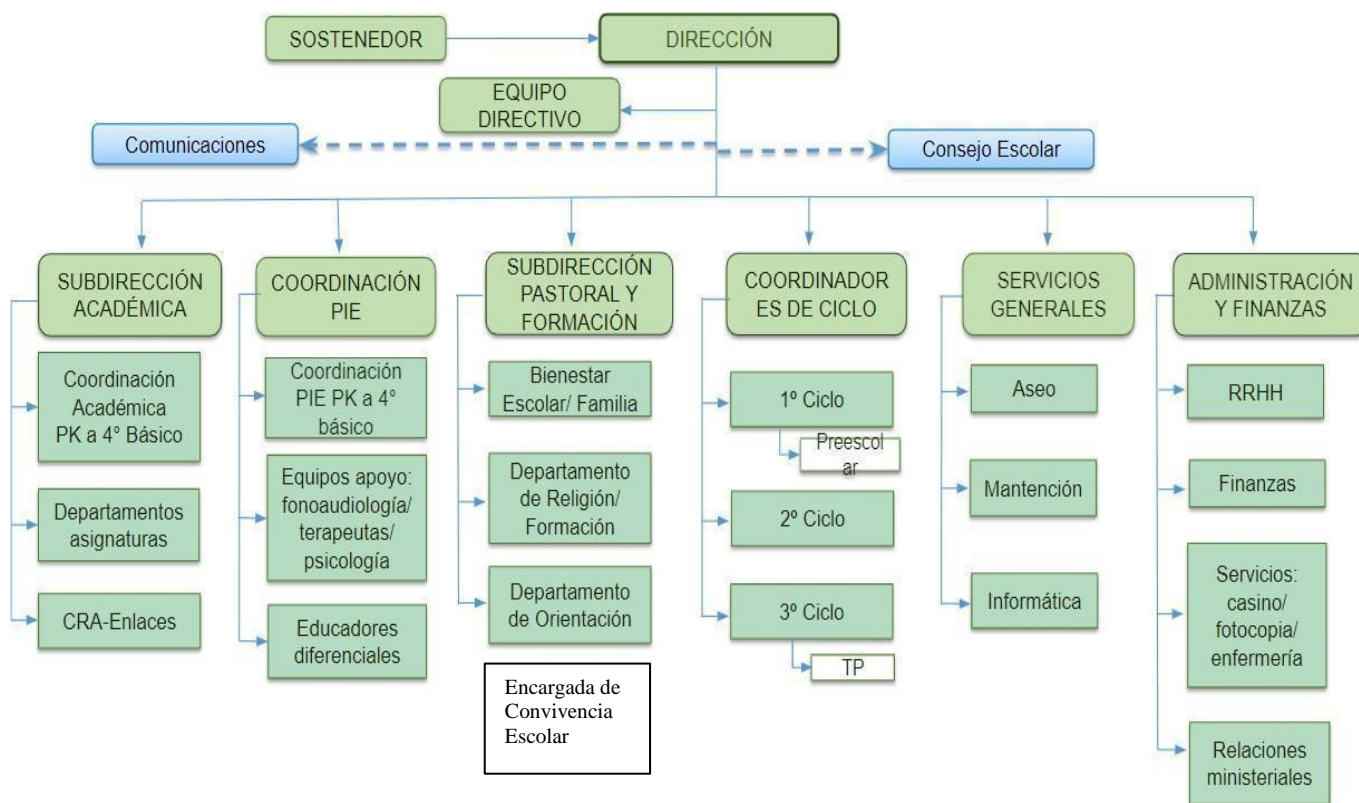 SOSTENEDOR
DIRECCIÓN
EQUIPO
DIRECTIVO
Comunicaciones
Consejo Escolar
SUBDIRECCIÓN
ACADÉMICA
COORDINACIÓN
PIE
SUBDIRECCIÓN
PASTORAL Y
FORMACIÓN
COORDINADOR
ES DE CICLO
SERVICIOS
GENERALES
ADMINISTRACIÓN
Y FINANZAS
Coordinación
Académica
PK a 4° Básico
Departamentos
asignaturas
CRA-Enlaces
Coordinación
PIE PK a 4°
básico
Equipos apoyo:
fonoaudiología/
terapeutas/
psicología
Educadores
diferenciales
Bienestar
Escolar/ Familia
Departamento
de Religión/
Formación
Departamento
de Orientación
Encargada de
Convivencia
Escolar
1º Ciclo
Preescol
ar
2º Ciclo
3º Ciclo
TP
Aseo
Mantención
Informática
RRHH
Finanzas
Servicios:
casino/
fotocopia/
enfermería
Relaciones
ministeriales